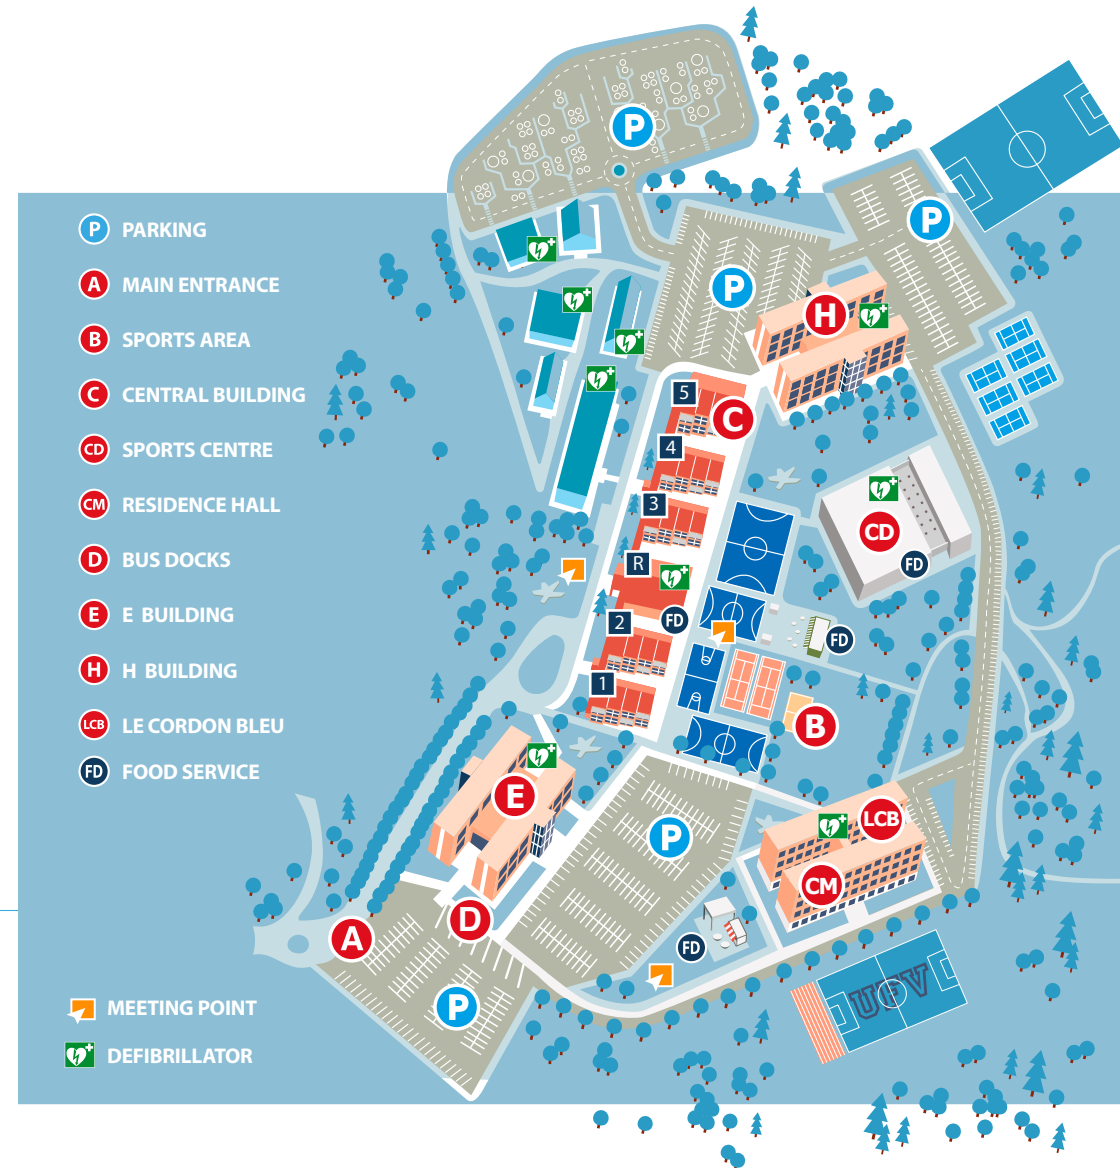 P PARKING
A MAIN ENTRANCE
B SPORTS AREA
C CENTRAL BUILDING
CD SPORTS CENTRE
CM RESIDENCE HALL
D BUS DOCKS
E E BUILDING
H H BUILDING
LCB LE CORDON BLEU
FD FOOD SERVICE
MEETING POINT
DEFIBRILLATOR
P
P
P
H
5
C
4
3
CD
R
FD
FD
2
FD
1
B
E
P
LCB
CM
D
A
FD
P
UFV